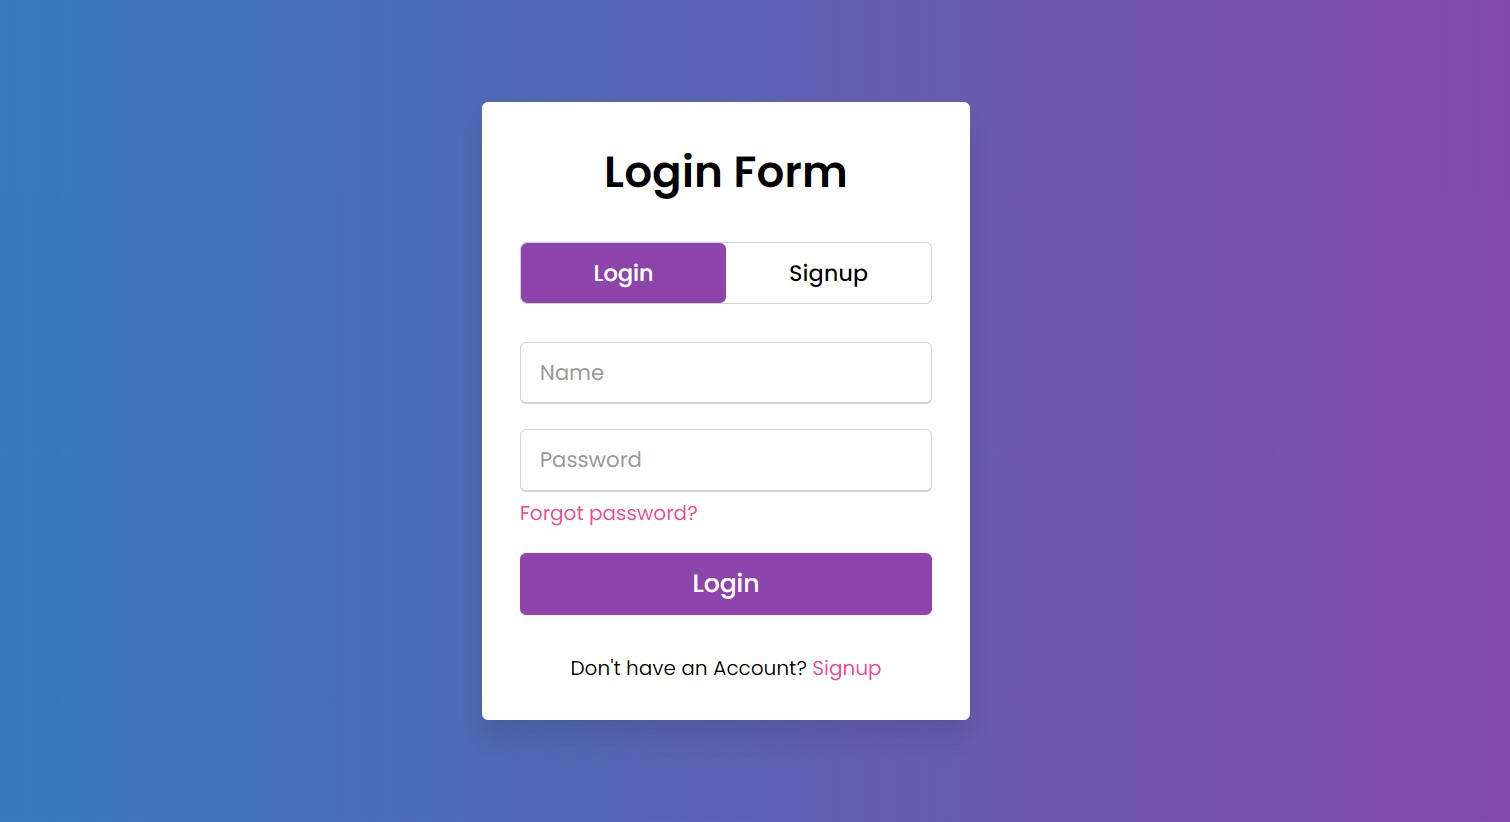 Login Form
Login Signup
Name
Password
Forgot password?
Login
Don't have an Account? Signup